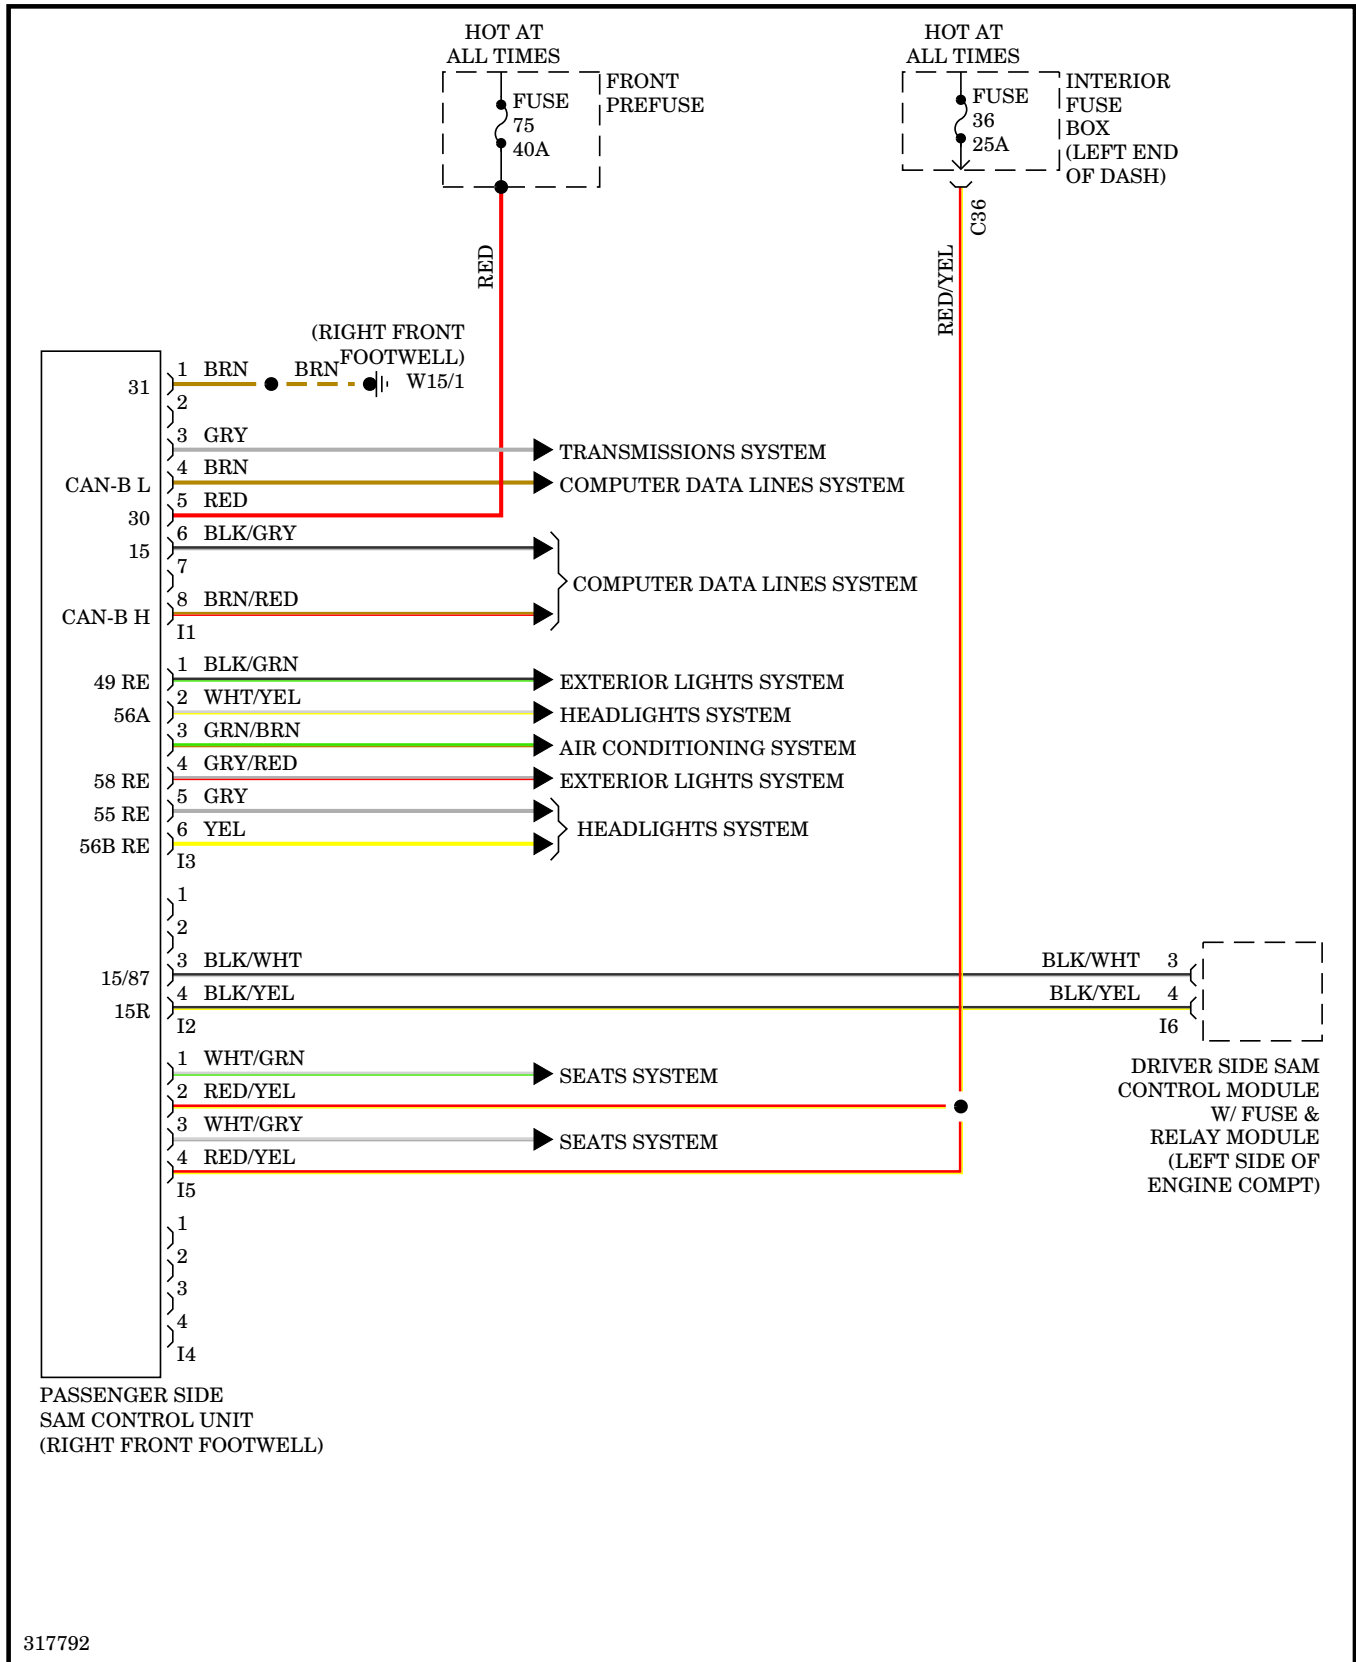 HOT AT
ALL TIMES
FUSE
75
40A
FRONT
PREFUSE
HOT AT
ALL TIMES
FUSE
36
25A
INTERIOR
FUSE
BOX
(LEFT END
OF DASH)
C36
RED
RED/YEL
(RIGHT FRONT
FOOTWELL)
W15/1
31 1 BRN BRN
2
3 GRY TRANSMISSIONS SYSTEM
CAN-B L 4 BRN COMPUTER DATA LINES SYSTEM
30 5 RED
15 6 BLK/GRY
7
COMPUTER DATA LINES SYSTEM
CAN-B H 8 BRN/RED
I1
49 RE 1 BLK/GRN EXTERIOR LIGHTS SYSTEM
56A 2 WHT/YEL HEADLIGHTS SYSTEM
3 GRN/BRN AIR CONDITIONING SYSTEM
58 RE 4 GRY/RED EXTERIOR LIGHTS SYSTEM
55 RE 5 GRY
HEADLIGHTS SYSTEM
56B RE 6 YEL
I3
1
2
15/87 3 BLK/WHT BLK/WHT 3
15R 4 BLK/YEL BLK/YEL 4
I2 I6
1 WHT/GRN SEATS SYSTEM
2 RED/YEL
3 WHT/GRY SEATS SYSTEM
4 RED/YEL
I5
DRIVER SIDE SAM
CONTROL MODULE
W/ FUSE &
RELAY MODULE
(LEFT SIDE OF
ENGINE COMPT)
1
2
3
4
I4
PASSENGER SIDE
SAM CONTROL UNIT
(RIGHT FRONT FOOTWELL)
317792